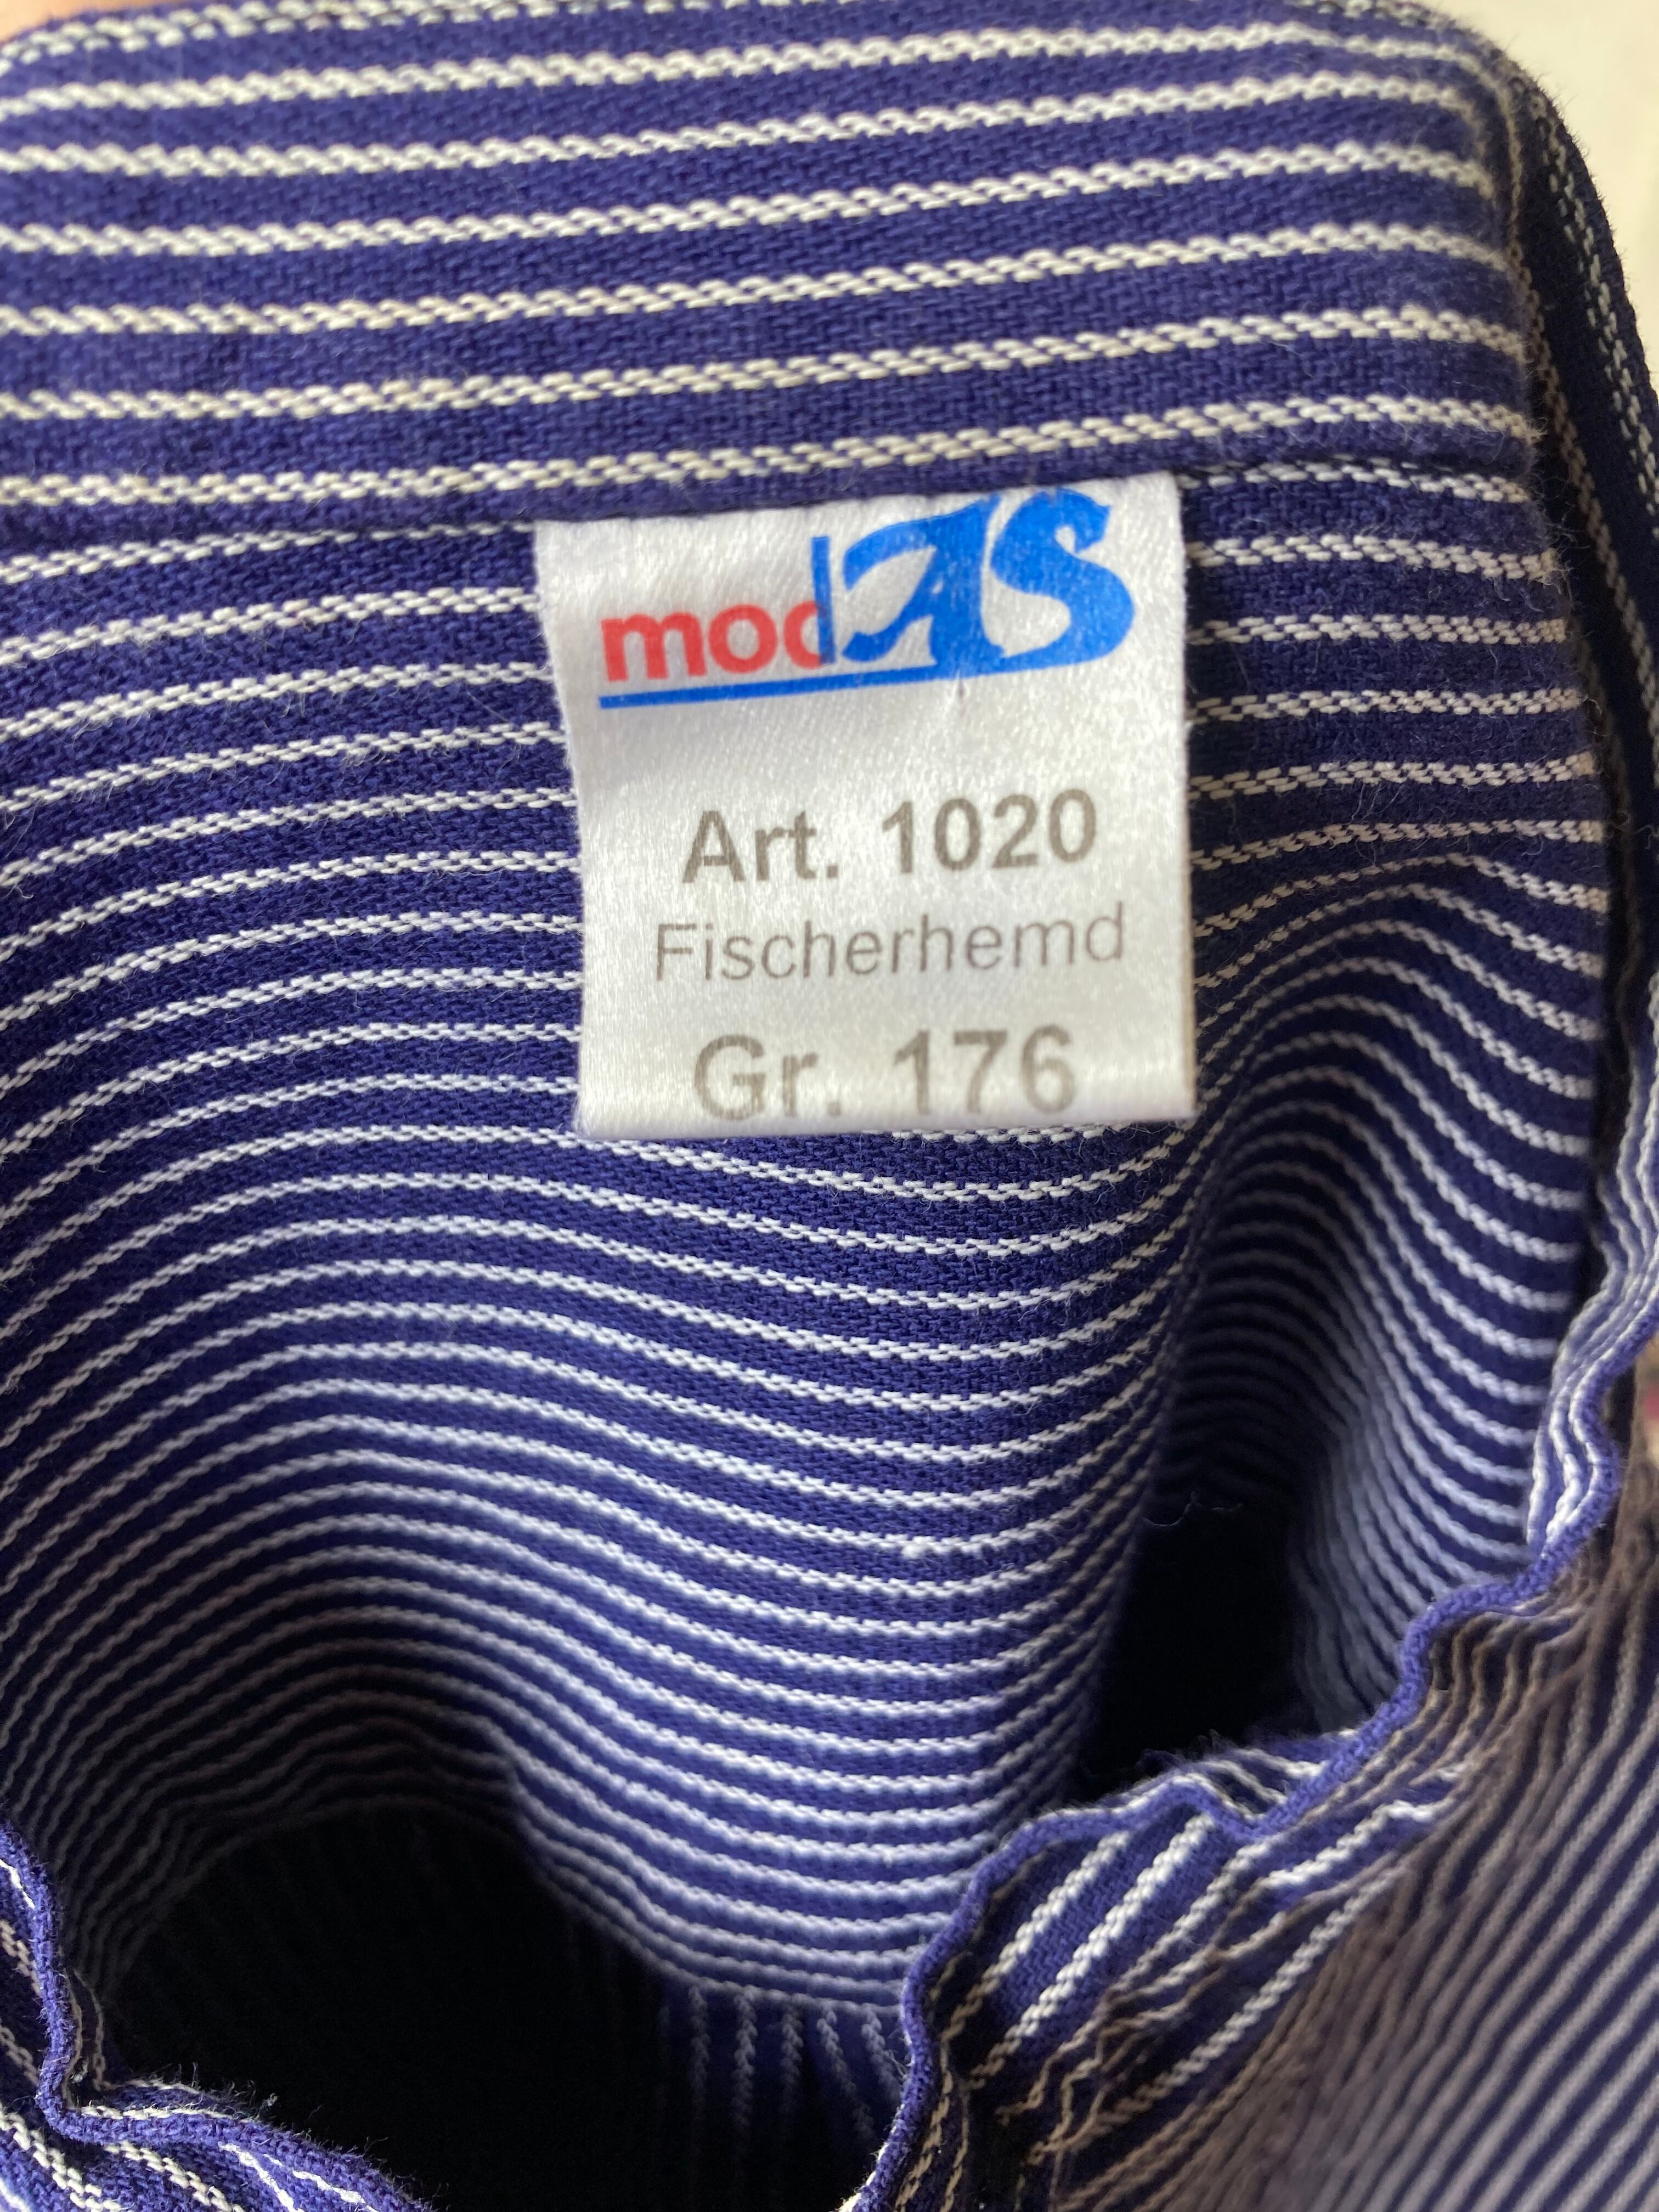 modAS
Art. 1020
Fischerhemd
Gr. 176